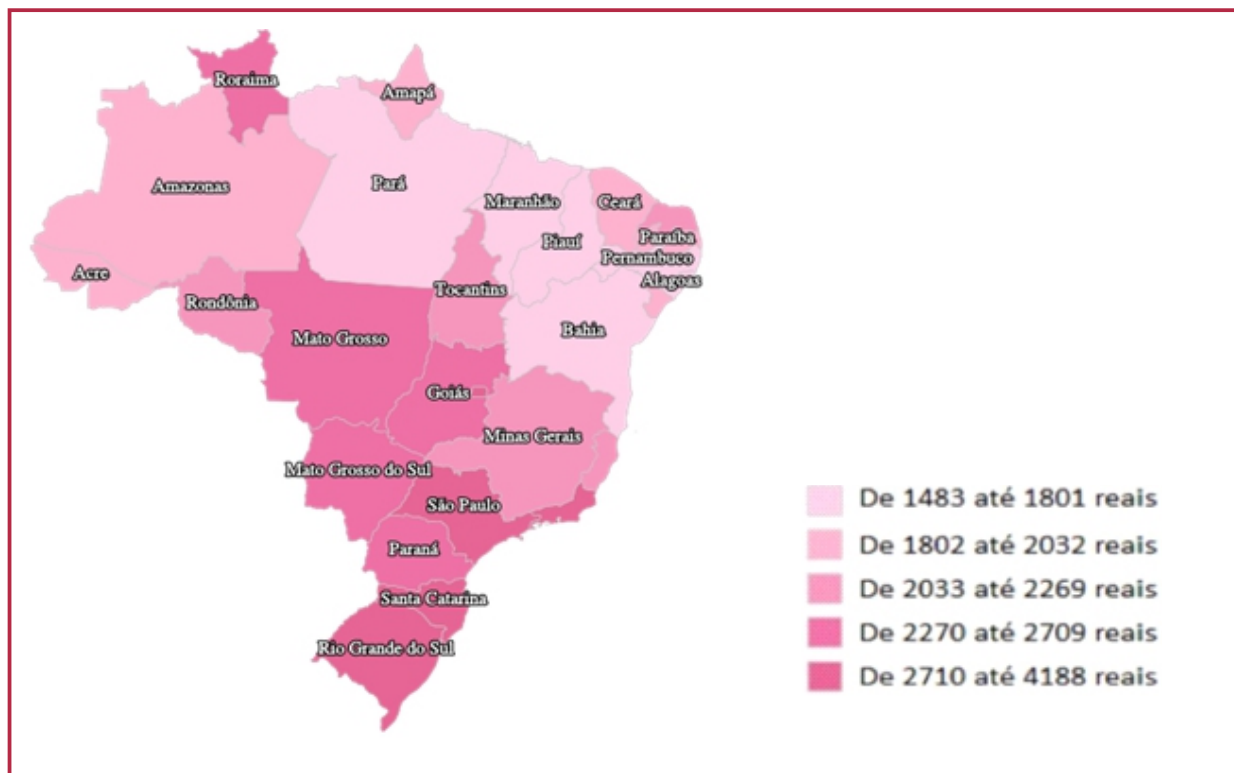 Roraima
Amapá
Amazonas
Pará
Maranhão
Ceará
Piauí
Paraíba
Pernambuco
Acre
Alagoas
Tocantins
Rondônia
Bahia
Mato Grosso
Goiás
Minas Gerais
Mato Grosso do Sul
São Paulo
Paraná
Santa Catarina
Rio Grande do Sul
De 1483 até 1801 reais
De 1802 até 2032 reais
De 2033 até 2269 reais
De 2270 até 2709 reais
De 2710 até 4188 reais